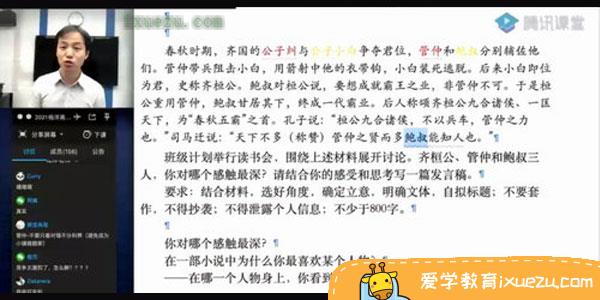 ixuezu.com
腾讯课堂
春秋时期，齐国的公子纠与公子小白争夺君位，管仲和鲍叔分别辅佐他
们。管仲带兵阻击小白，用箭射中他的衣带钩，小白装死逃脱。后来小白即位
为君，史称齐桓公。鲍叔对桓公说，要想成就霸王之业，非管仲不可。于是桓
公重用管仲，鲍叔甘居其下，终成一代霸业。后人称颂齐桓公九合诸侯、一匡
天下，为“春秋五霸”之首。孔子说：“桓公九合诸侯，不以兵车，管仲之力
也。”司马迁说：“天下不多（称赞）管仲之贤而多鲍叔能知人也。”
班级计划举行读书会，围绕上述材料展开讨论。齐桓公、管仲和鲍叔三
人，你对哪个感触最深？请结合你的感受和思考写一篇发言稿。
要求：结合材料，选好角度，确定立意，明确文体，自拟标题；不要套
作，不得抄袭；不得泄露个人信息；不少于800字。
你对哪个感触最深？
在一部小说中为什么你最喜欢某个人物？
——在哪一个人物身上，你看到
分享屏幕
下课
讨论
成员(156)
公告
Curry
嘻嘻嘻
真实
爱学教育ixuezu.com